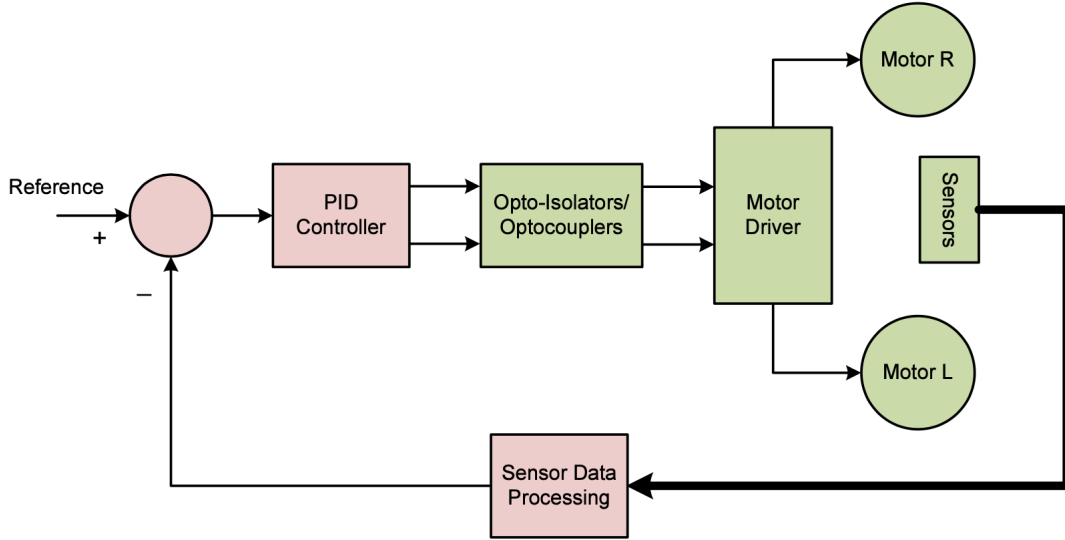 Motor R
Reference
+
PID
Controller
Opto-Isolators/
Optocouplers
Motor
Driver
Sensors
–
Motor L
Sensor Data
Processing